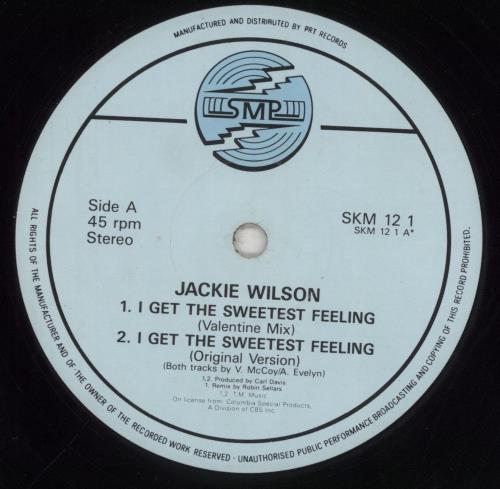 MANUFACTURED AND DISTRIBUTED BY PRT RECORDS
SMP
Side A
45 rpm
Stereo
SKM 12 1
SKM 12 1 A*
JACKIE WILSON
1. I GET THE SWEETEST FEELING
(Valentine Mix)
2. I GET THE SWEETEST FEELING
(Original Version)
(Both tracks by V. McCoy/A. Evelyn)
1,2. Produced by Carl Davis
1. Remix by Robin Sellars
1,2. T.M. Music
On license from: Columbia Special Products,
A Division of CBS Inc.
ALL RIGHTS OF THE MANUFACTURER AND OF THE OWNER OF THE RECORDED WORK RESERVED - UNAUTHORISED PUBLIC PERFORMANCE BROADCASTING AND COPYING OF THIS RECORD PROHIBITED.